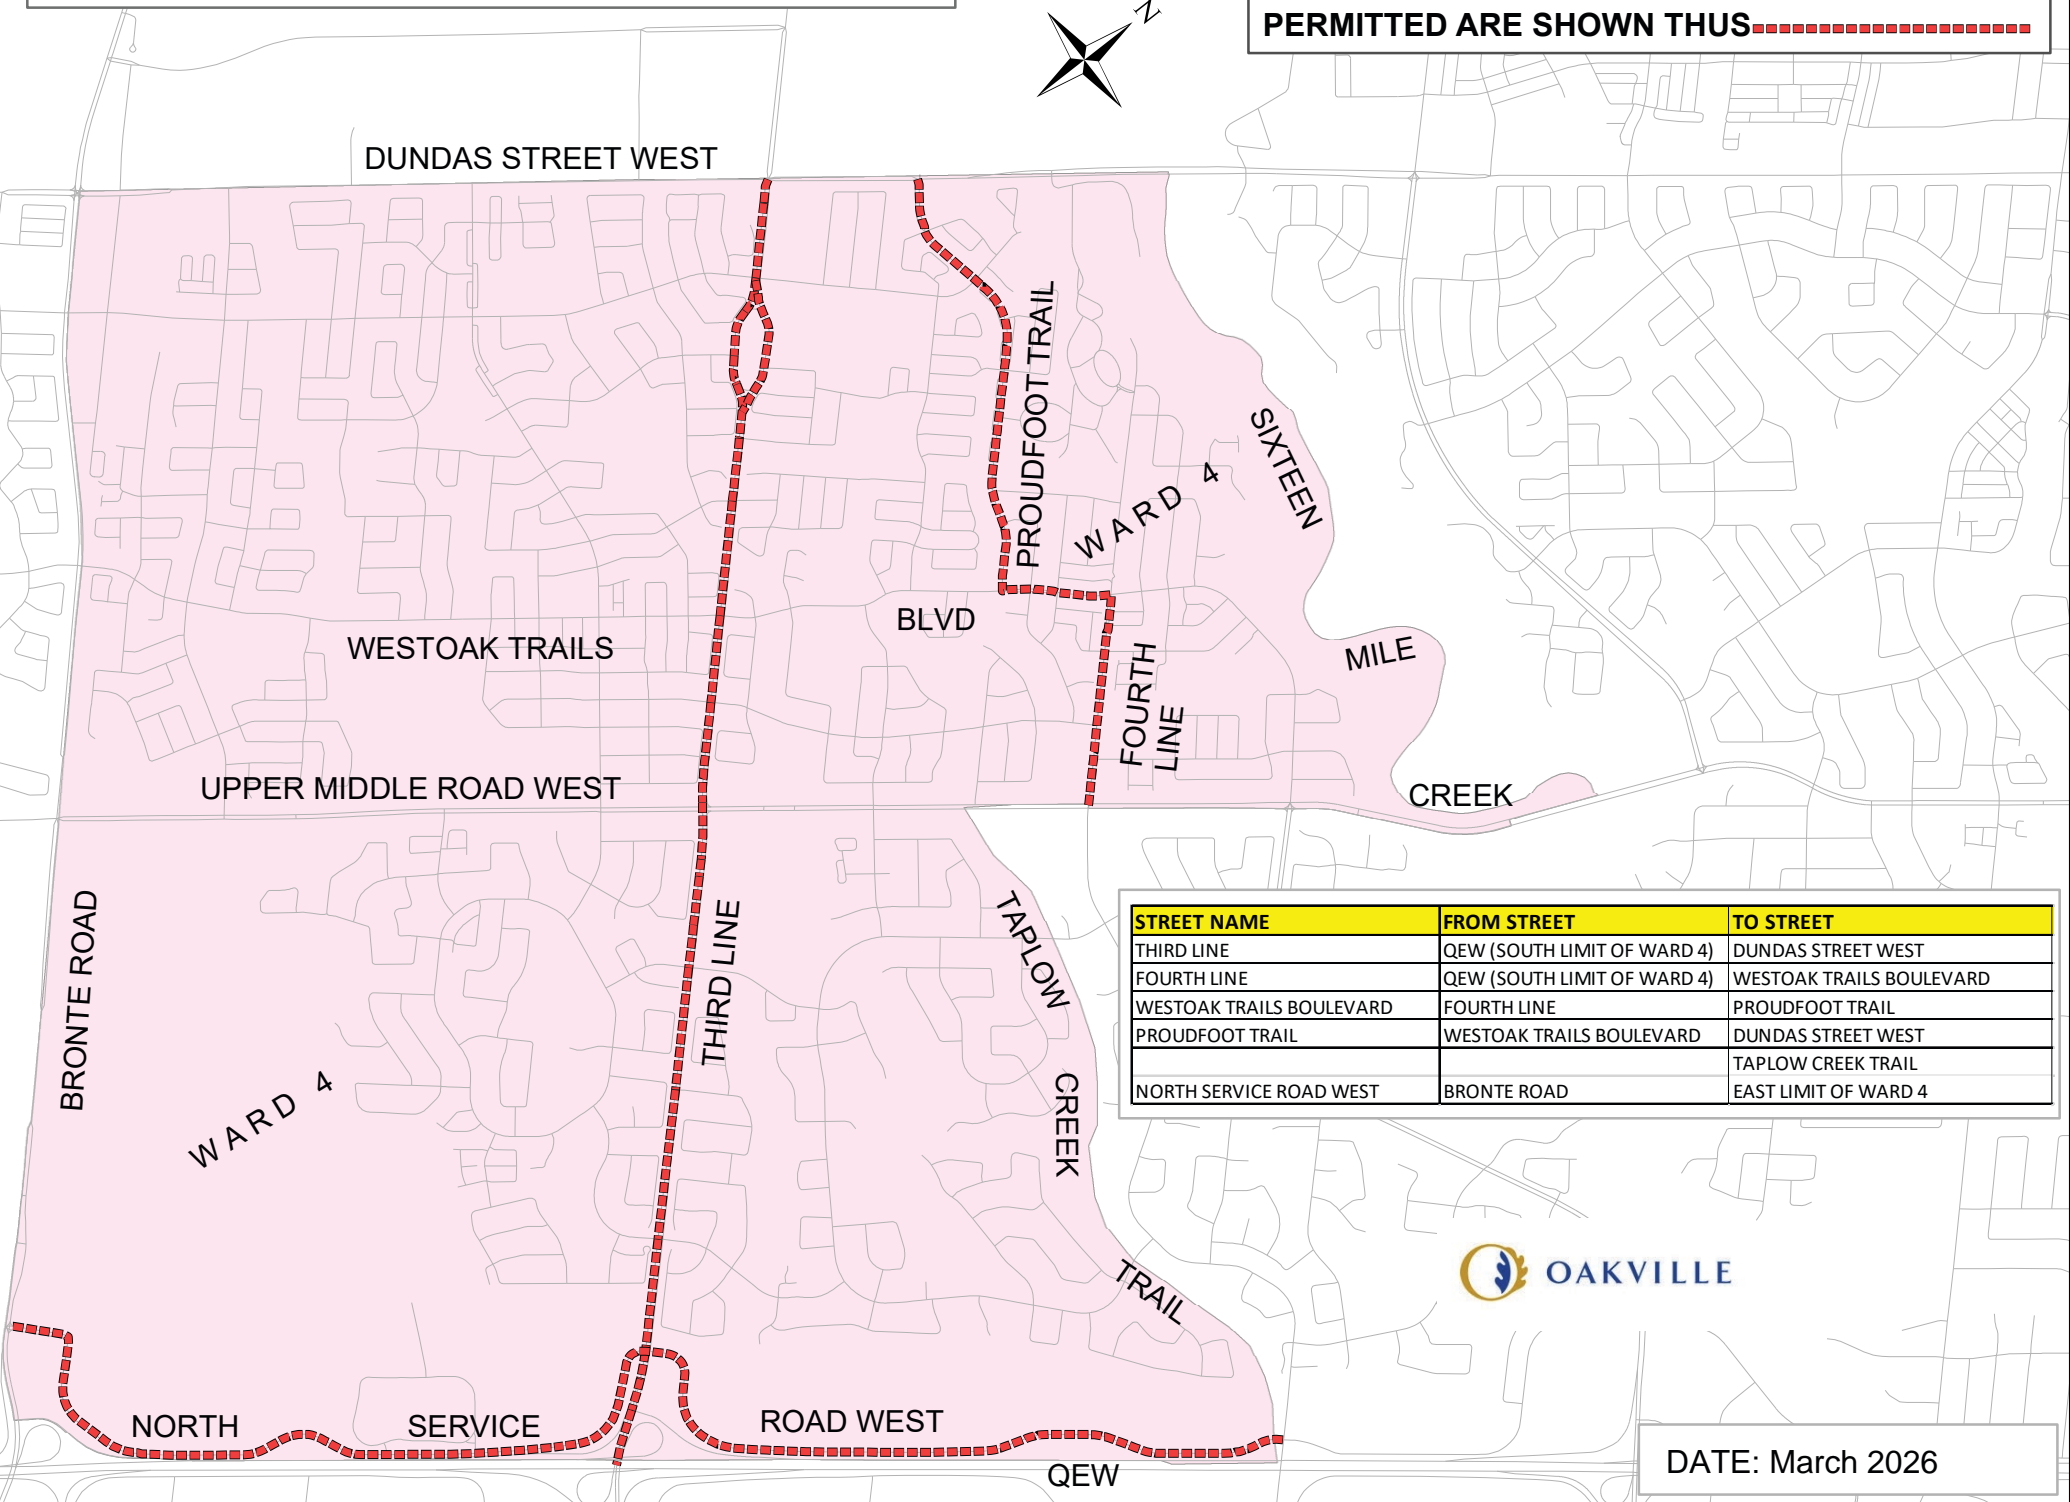 PERMITTED ARE SHOWN THUS
N
DUNDAS STREET WEST
PROUDFOOT TRAIL
WARD 4
SIXTEEN
MILE
CREEK
BLVD
WESTOAK TRAILS
FOURTH
LINE
UPPER MIDDLE ROAD WEST
BRONTE ROAD
THIRD LINE
TAPLOW
CREEK
TRAIL
WARD 4
STREET NAME FROM STREET TO STREET
THIRD LINE QEW (SOUTH LIMIT OF WARD 4) DUNDAS STREET WEST
FOURTH LINE QEW (SOUTH LIMIT OF WARD 4) WESTOAK TRAILS BOULEVARD
WESTOAK TRAILS BOULEVARD FOURTH LINE PROUDFOOT TRAIL
PROUDFOOT TRAIL WESTOAK TRAILS BOULEVARD DUNDAS STREET WEST
TAPLOW CREEK TRAIL
NORTH SERVICE ROAD WEST BRONTE ROAD EAST LIMIT OF WARD 4
OAKVILLE
NORTH SERVICE ROAD WEST
QEW
DATE: March 2026